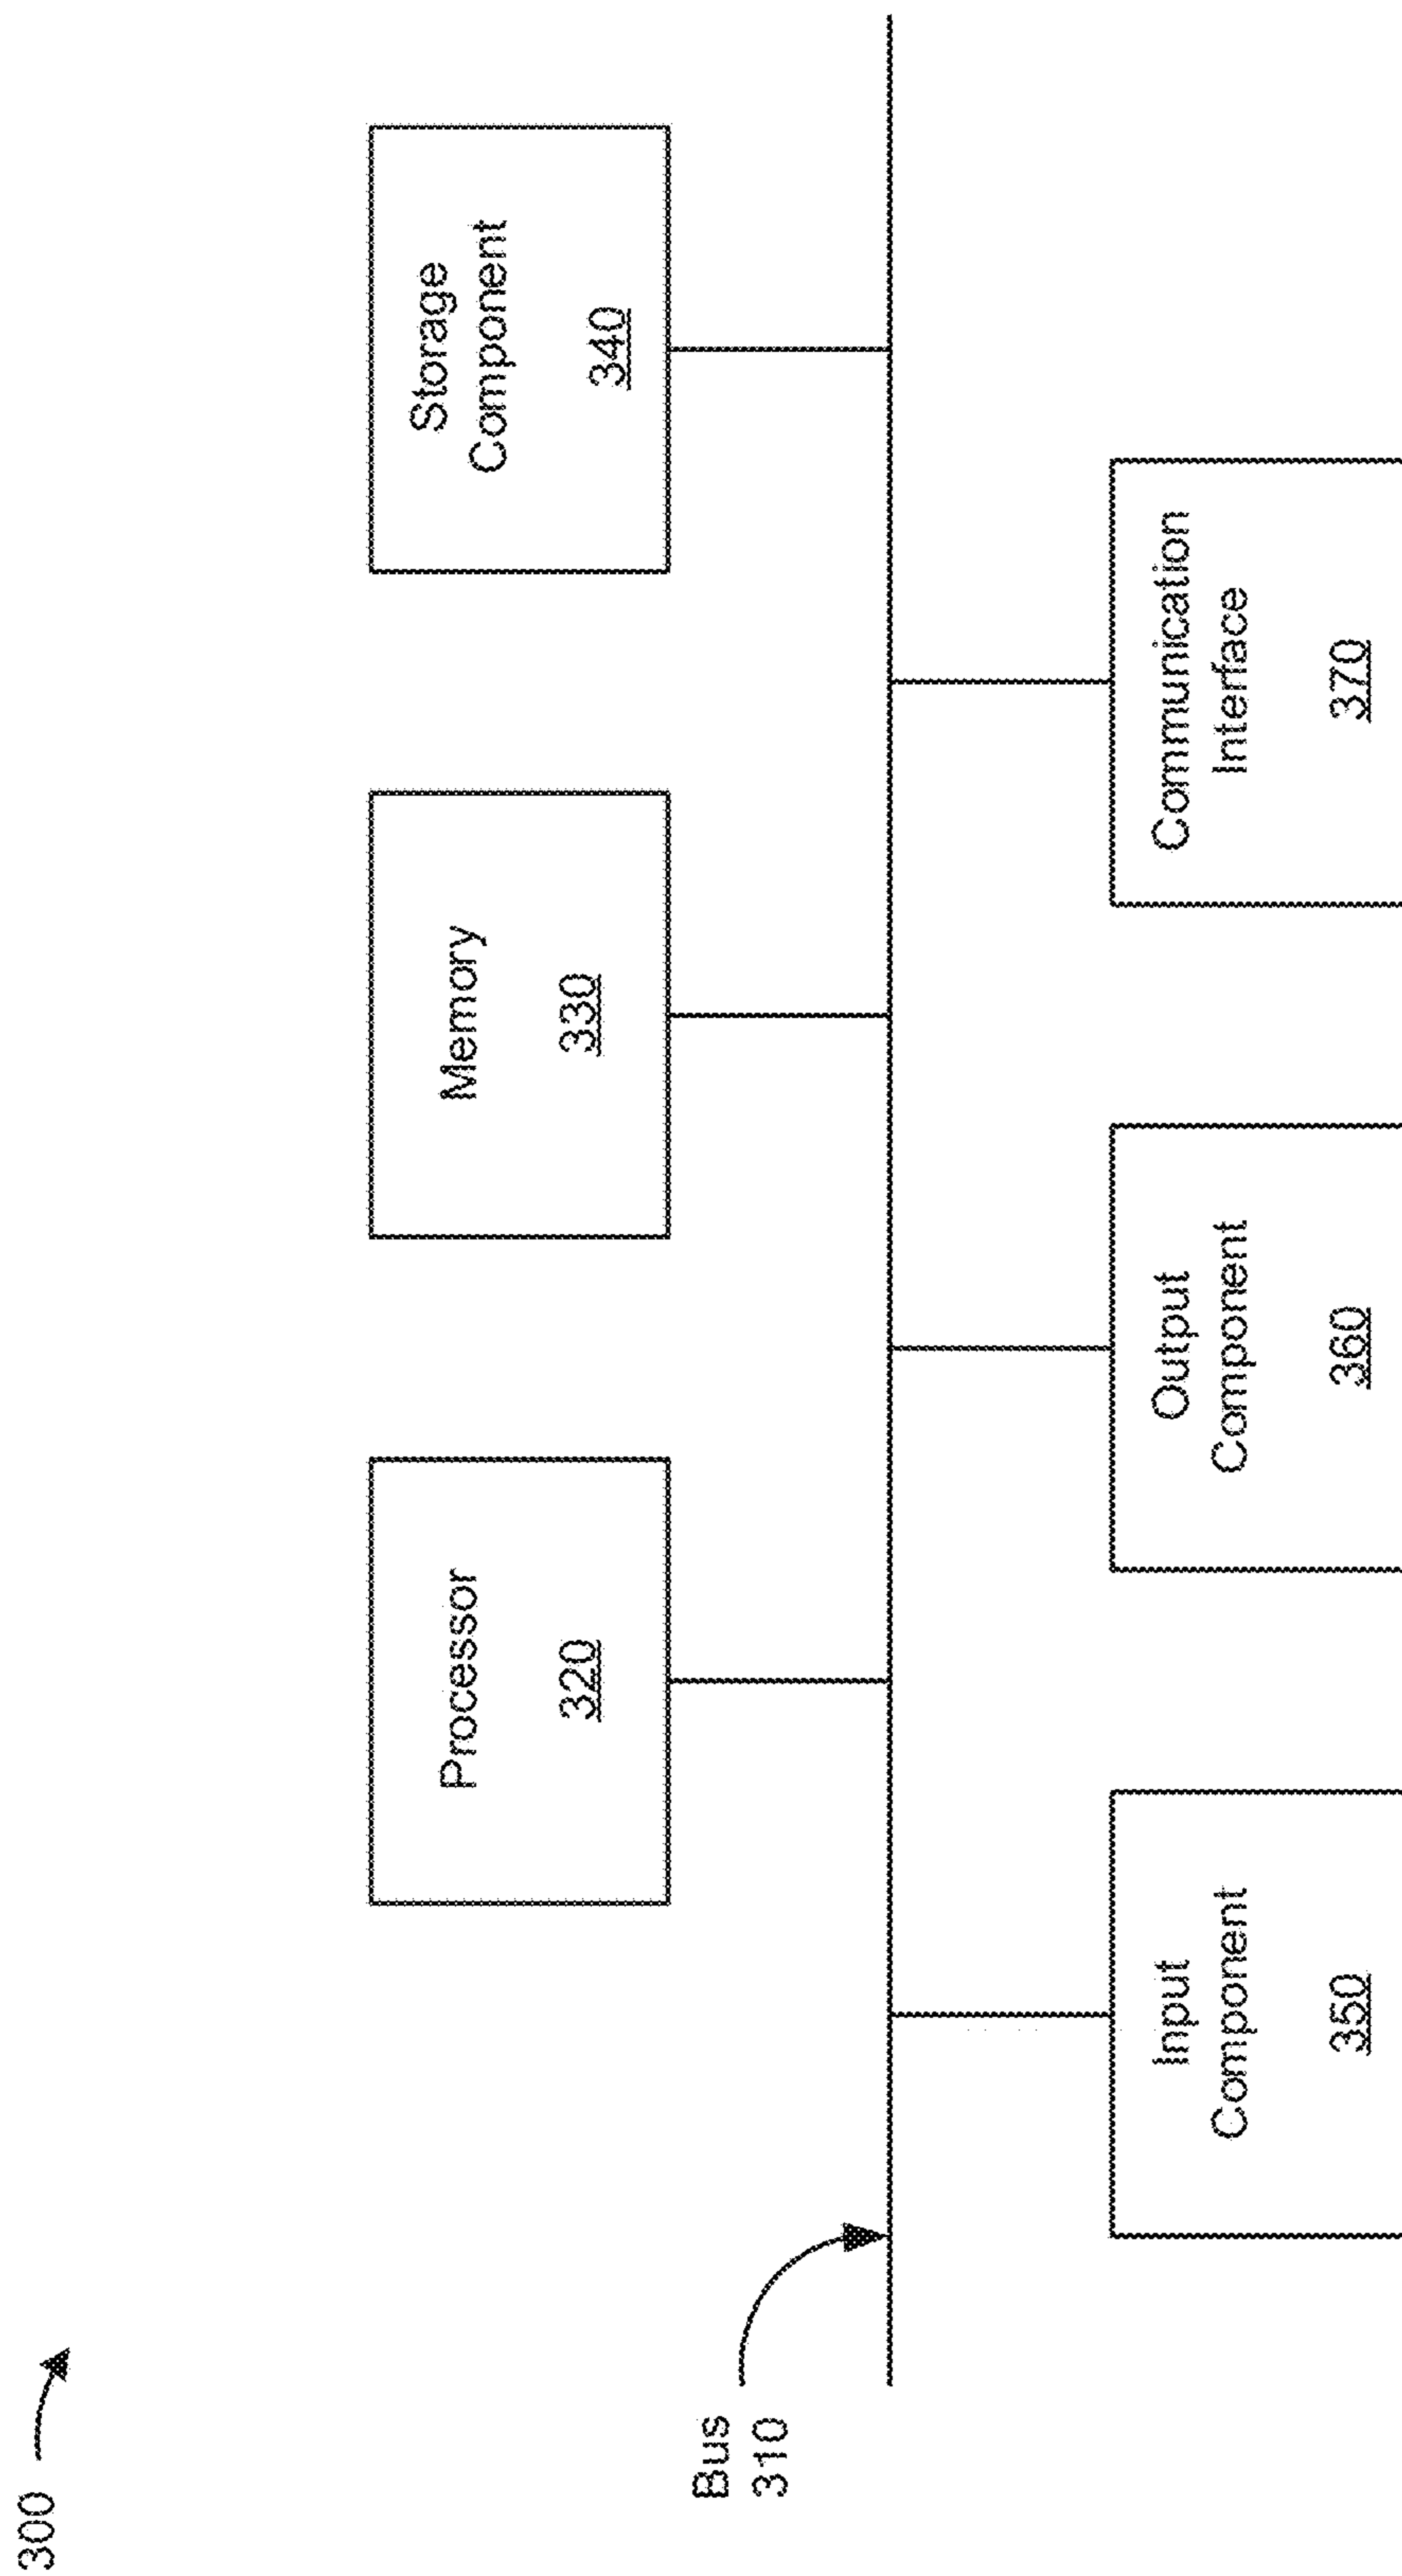 300
Bus
310
Processor
320
Memory
330
Storage
Component
340
Input
Component
350
Output
Component
360
Communication
Interface
370